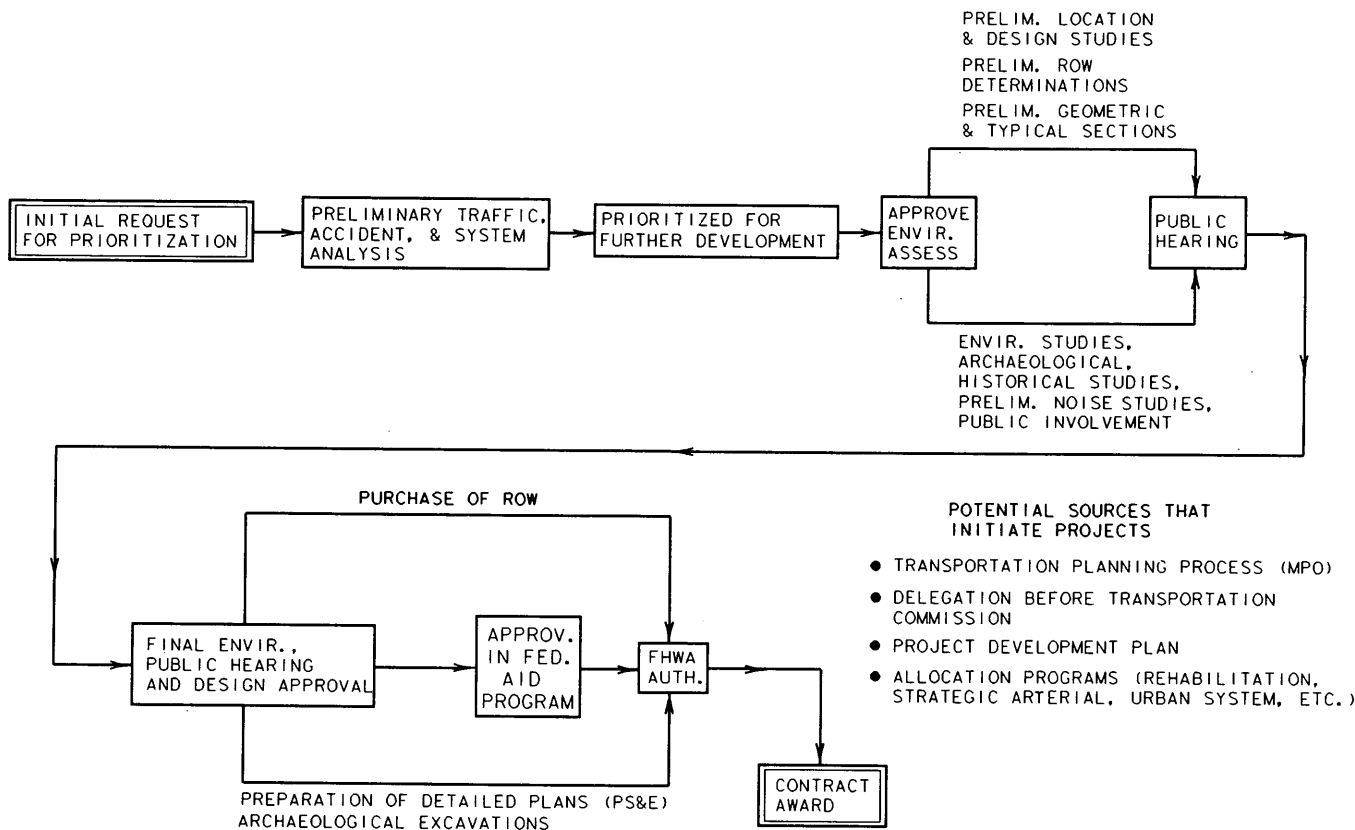 PRELIM. LOCATION
& DESIGN STUDIES
PRELIM. ROW
DETERMINATIONS
PRELIM. GEOMETRIC
& TYPICAL SECTIONS
INITIAL REQUEST
FOR PRIORITIZATION
PRELIMINARY TRAFFIC,
ACCIDENT, & SYSTEM
ANALYSIS
PRIORITIZED FOR
FURTHER DEVELOPMENT
APPROVE
ENVIR.
ASSESS
PUBLIC
HEARING
ENVIR. STUDIES,
ARCHAEOLOGICAL,
HISTORICAL STUDIES,
PRELIM. NOISE STUDIES,
PUBLIC INVOLVEMENT
PURCHASE OF ROW
FINAL ENVIR.,
PUBLIC HEARING
AND DESIGN APPROVAL
APPROV.
IN FED.
AID
PROGRAM
FHWA
AUTH.
PREPARATION OF DETAILED PLANS (PS&E)
ARCHAEOLOGICAL EXCAVATIONS
CONTRACT
AWARD
POTENTIAL SOURCES THAT
INITIATE PROJECTS
● TRANSPORTATION PLANNING PROCESS (MPO)
● DELEGATION BEFORE TRANSPORTATION
COMMISSION
● PROJECT DEVELOPMENT PLAN
● ALLOCATION PROGRAMS (REHABILITATION,
STRATEGIC ARTERIAL, URBAN SYSTEM, ETC.)